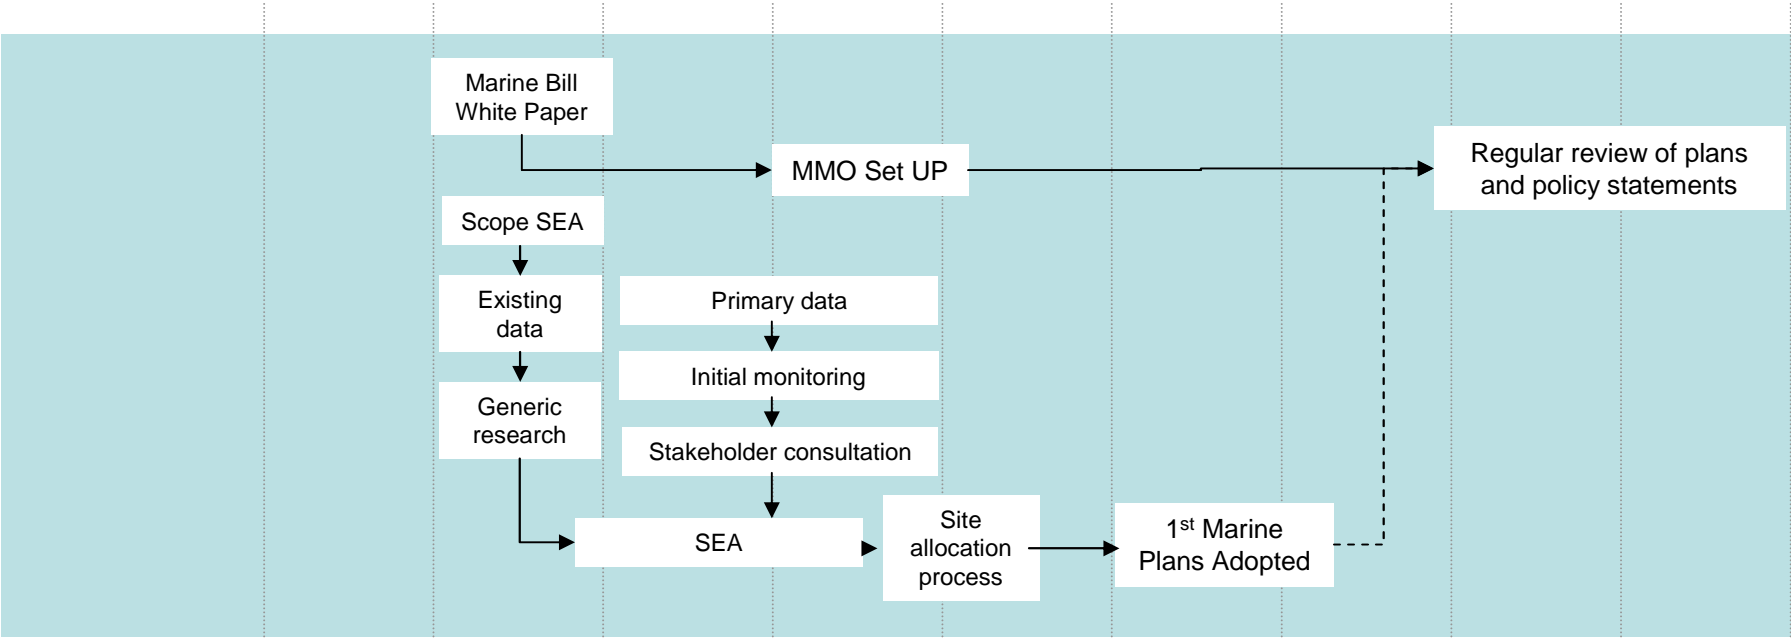 Marine Bill
White Paper
MMO Set UP
Regular review of plans
and policy statements
Scope SEA
Existing
data
Primary data
Initial monitoring
Generic
research
Stakeholder consultation
SEA
Site
allocation
process
1st Marine
Plans Adopted